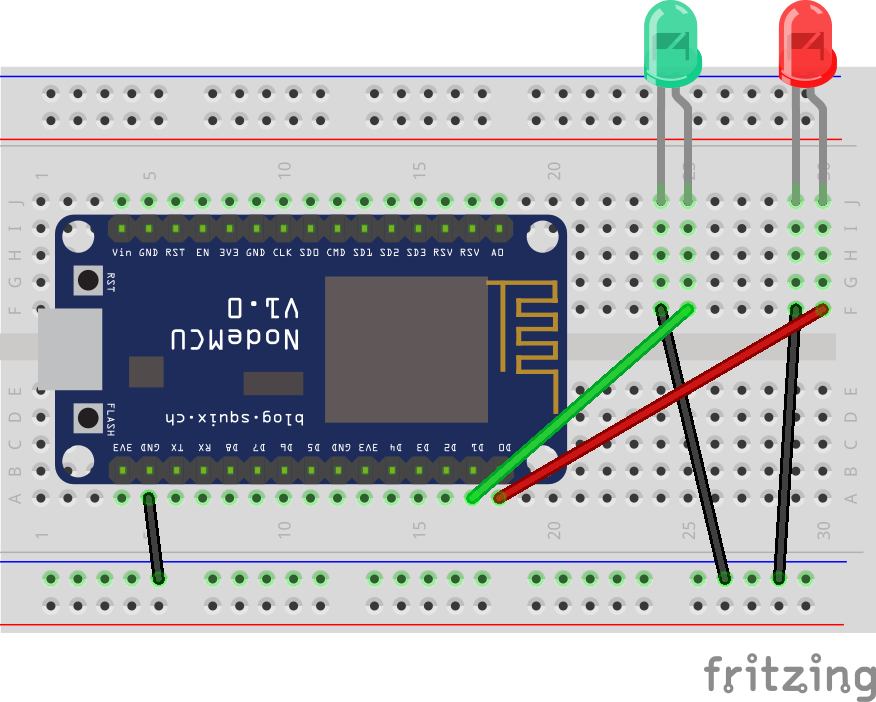 1 5 10 15 20 25 30
J J
I I
H H
G G
F F
Vin GND RST EN 3V3 GND CLK SD0 CMD SD1 SD2 SD3 RSV RSV A0
RST
NodeMCU
V1.0
blog.squix.ch
FLASH
3V3 GND TX RX D8 D7 D6 D5 GND 3V3 D4 D3 D2 D1 D0
E E
D D
C C
B B
A A
1 5 10 15 20 25 30
fritzing